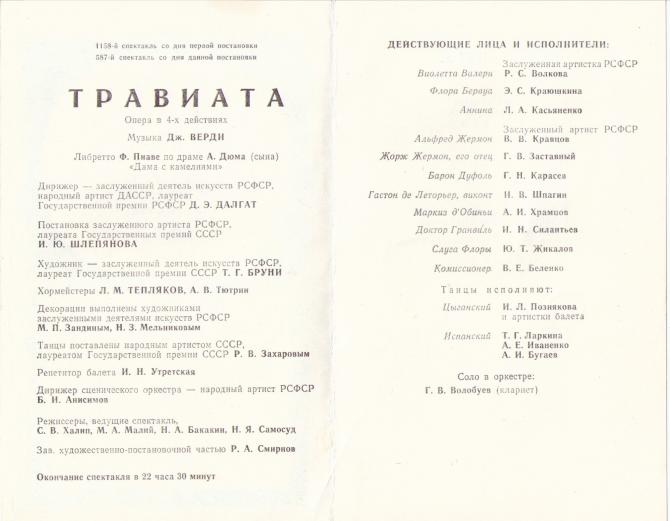 1158-й спектакль со дня первой постановки
587-й спектакль со дня данной постановки
ТРАВИАТА
Опера в 4-х действиях
Музыка Дж. ВЕРДИ
Либретто Ф. Пиаве по драме А. Дюма (сына)
«Дама с камелиями»
Дирижер — заслуженный деятель искусств РСФСР,
народный артист ДАССР, лауреат
Государственной премии РСФСР Д. Э. ДАЛГАТ
Постановка заслуженного артиста РСФСР,
лауреата Государственных премий СССР
И. Ю. ШЛЕПЯНОВА
Художник — заслуженный деятель искусств РСФСР,
лауреат Государственной премии СССР Т. Г. БРУНИ
Хормейстеры Л. М. ТЕПЛЯКОВ, А. В. Тютрин
Декорации выполнены художниками
заслуженными деятелями искусств РСФСР
М. П. Зандиным, Н. З. Мельниковым
Танцы поставлены народным артистом СССР,
лауреатом Государственной премии СССР Р. В. Захаровым
Репетитор балета И. Н. Утретская
Дирижер сценического оркестра — народный артист РСФСР
Б. И. Анисимов
Режиссеры, ведущие спектакль,
С. В. Халип, М. А. Малий, Н. А. Бакакин, Н. Я. Самосуд
Зав. художественно-постановочной частью Р. А. Смирнов
Окончание спектакля в 22 часа 30 минут
ДЕЙСТВУЮЩИЕ ЛИЦА И ИСПОЛНИТЕЛИ:
Заслуженная артистка РСФСР
Виолетта Валери Р. С. Волкова
Флора Бервуа Э. С. Краюшкина
Аннина Л. А. Касьяненко
Заслуженный артист РСФСР
Альфред Жермон В. В. Кравцов
Жорж Жермон, его отец Г. В. Заставный
Барон Дуфоль Г. Н. Карасев
Гастон де Леторьер, виконт Н. В. Шпагин
Маркиз д'Обиньи А. И. Храмцов
Доктор Гранвиль И. Н. Силантьев
Слуга Флоры Ю. Т. Жикалов
Комиссионер В. Е. Беленко
Танцы исполняют:
Цыганский И. Л. Познякова
и артистки балета
Испанский Т. Г. Ларкина
А. Е. Иваненко
А. И. Бугаев
Соло в оркестре:
Г. В. Волобуев (кларнет)